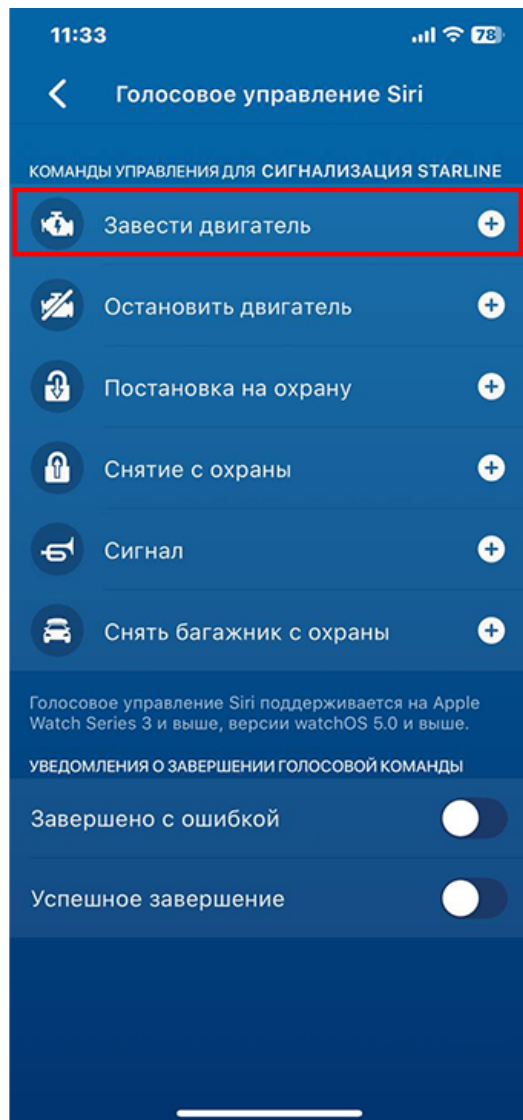 11:33
78
Голосовое управление Siri
КОМАНДЫ УПРАВЛЕНИЯ ДЛЯ СИГНАЛИЗАЦИЯ STARLINE
Завести двигатель
Остановить двигатель
Постановка на охрану
Снятие с охраны
Сигнал
Снять багажник с охраны
Голосовое управление Siri поддерживается на Apple
Watch Series 3 и выше, версии watchOS 5.0 и выше.
УВЕДОМЛЕНИЯ О ЗАВЕРШЕНИИ ГОЛОСОВОЙ КОМАНДЫ
Завершено с ошибкой
Успешное завершение